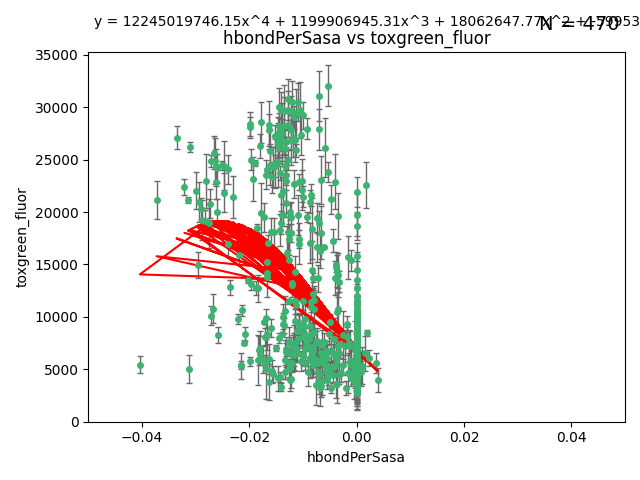 y = 12245019746.15x^4 + 1199906945.31x^3 + 18062647.77x^2 +
N = 470
hbondPerSasa vs toxgreen_fluor
35000
30000
25000
20000
15000
10000
5000
0
toxgreen_fluor
−0.04 −0.02 0.00 0.02 0.04
hbondPerSasa